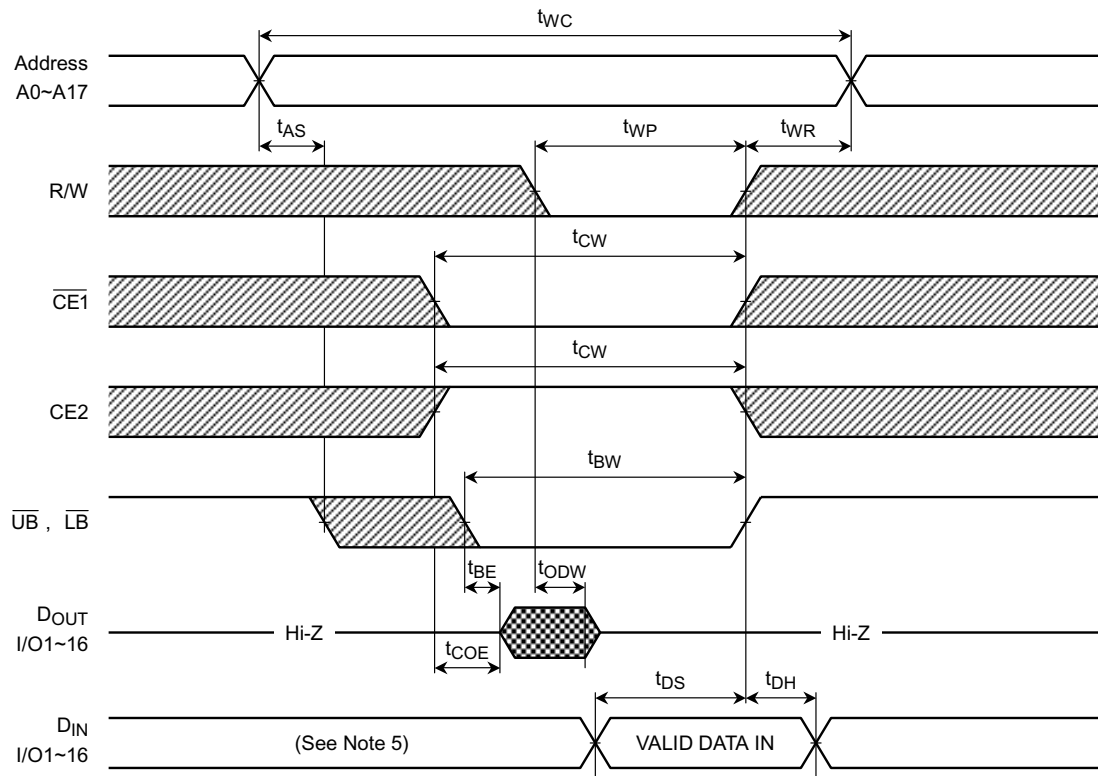 tWC
Address
A0~A17
tAS
tWP
tWR
R/W
tCW
CE1
tCW
CE2
tBW
UB , LB
tBE
tODW
DOUT
I/O1~16
Hi-Z
Hi-Z
tCOE
tDS
tDH
DIN
I/O1~16
(See Note 5)
VALID DATA IN